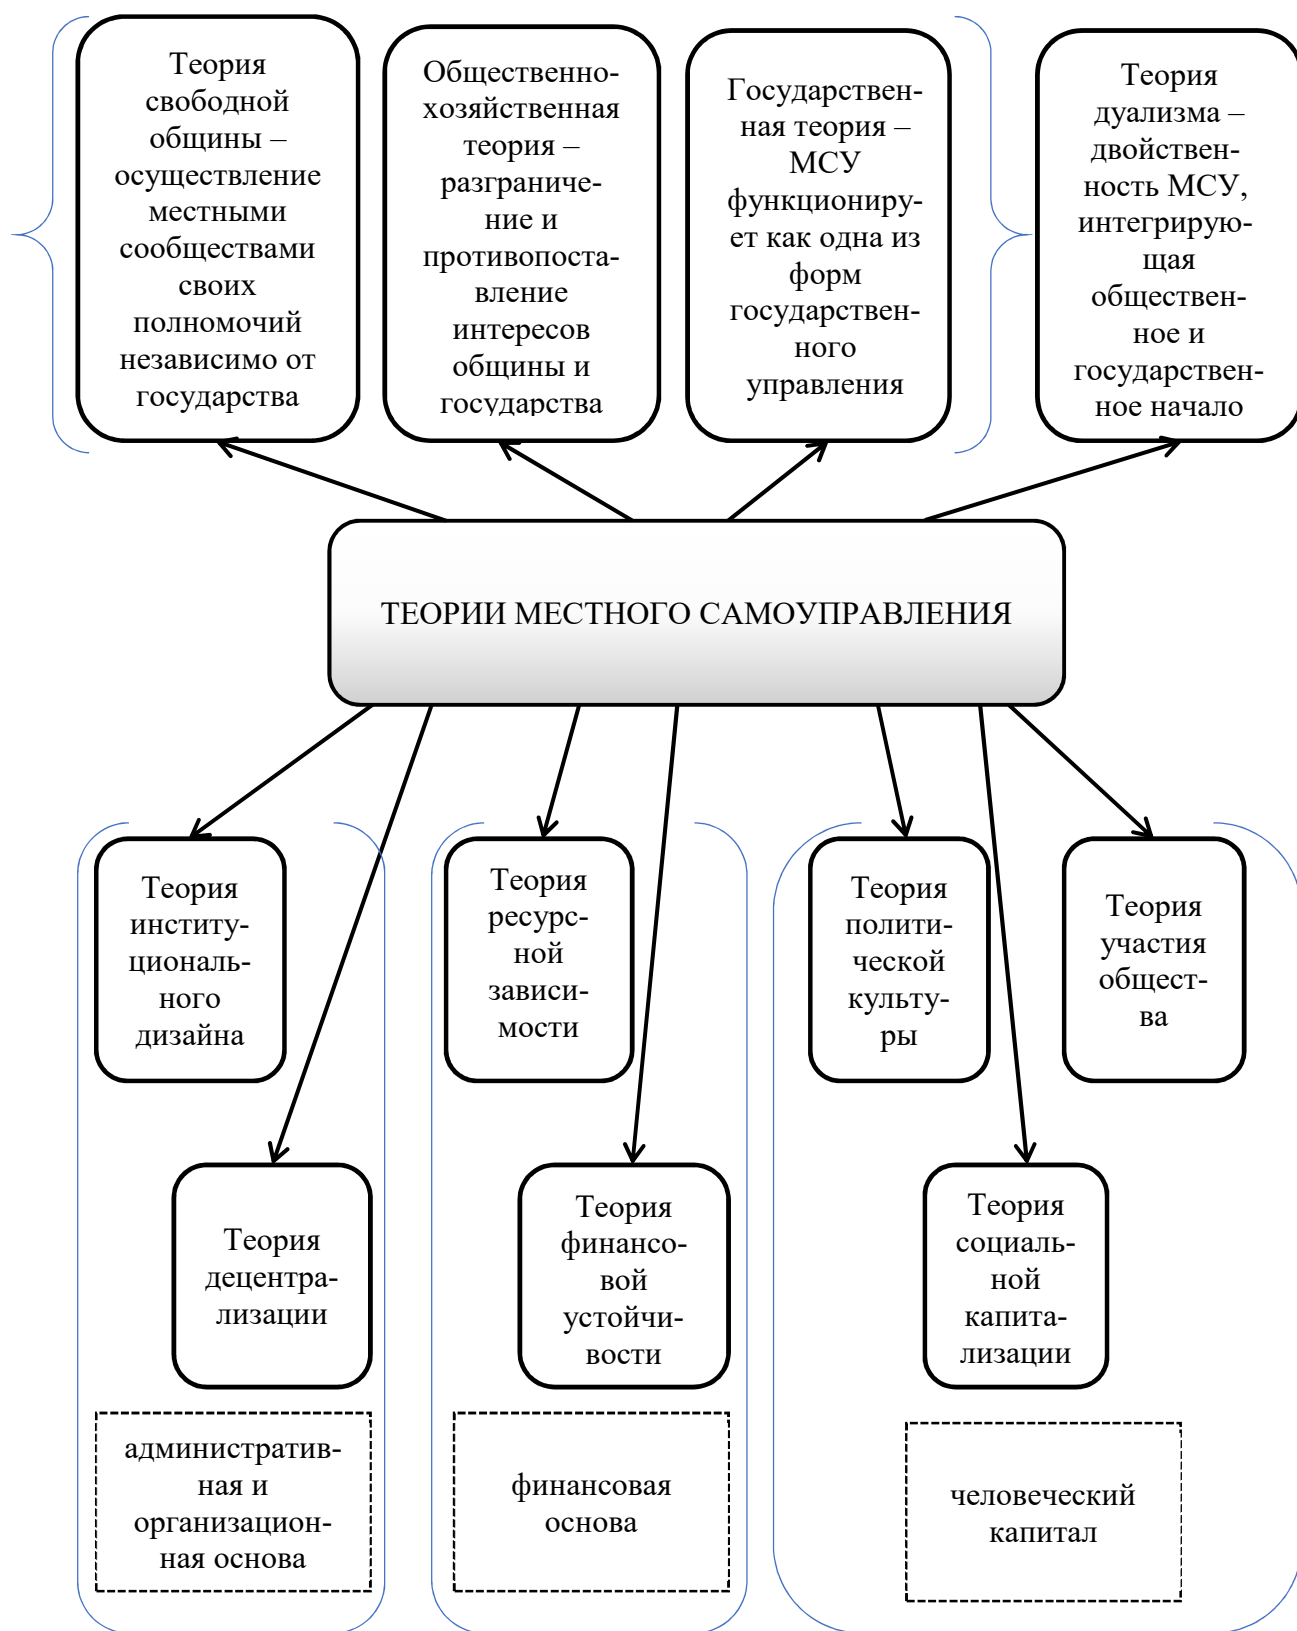 Теория
свободной
общины –
осуществление
местными
сообществами
своих
полномочий
независимо от
государства
Общественно-
хозяйственная
теория –
разграниче-
ние и
противопоста-
вление
интересов
общины и
государства
Государствен-
ная теория –
МСУ
функциониру-
ет как одна из
форм
государствен-
ного
управления
Теория
дуализма –
двойствен-
ность МСУ,
интегрирую-
щая
обществен-
ное и
государствен-
ное начало
ТЕОРИИ МЕСТНОГО САМОУПРАВЛЕНИЯ
Теория
институ-
циональ-
ного
дизайна
Теория
ресурс-
ной
зависи-
мости
Теория
полити-
ческой
культу-
ры
Теория
участия
общест-
ва
Теория
децентра-
лизации
Теория
финансо-
вой
устойчи-
вости
Теория
социаль-
ной
капита-
лизации
административ-
ная и
организацион-
ная основа
финансовая
основа
человеческий
капитал